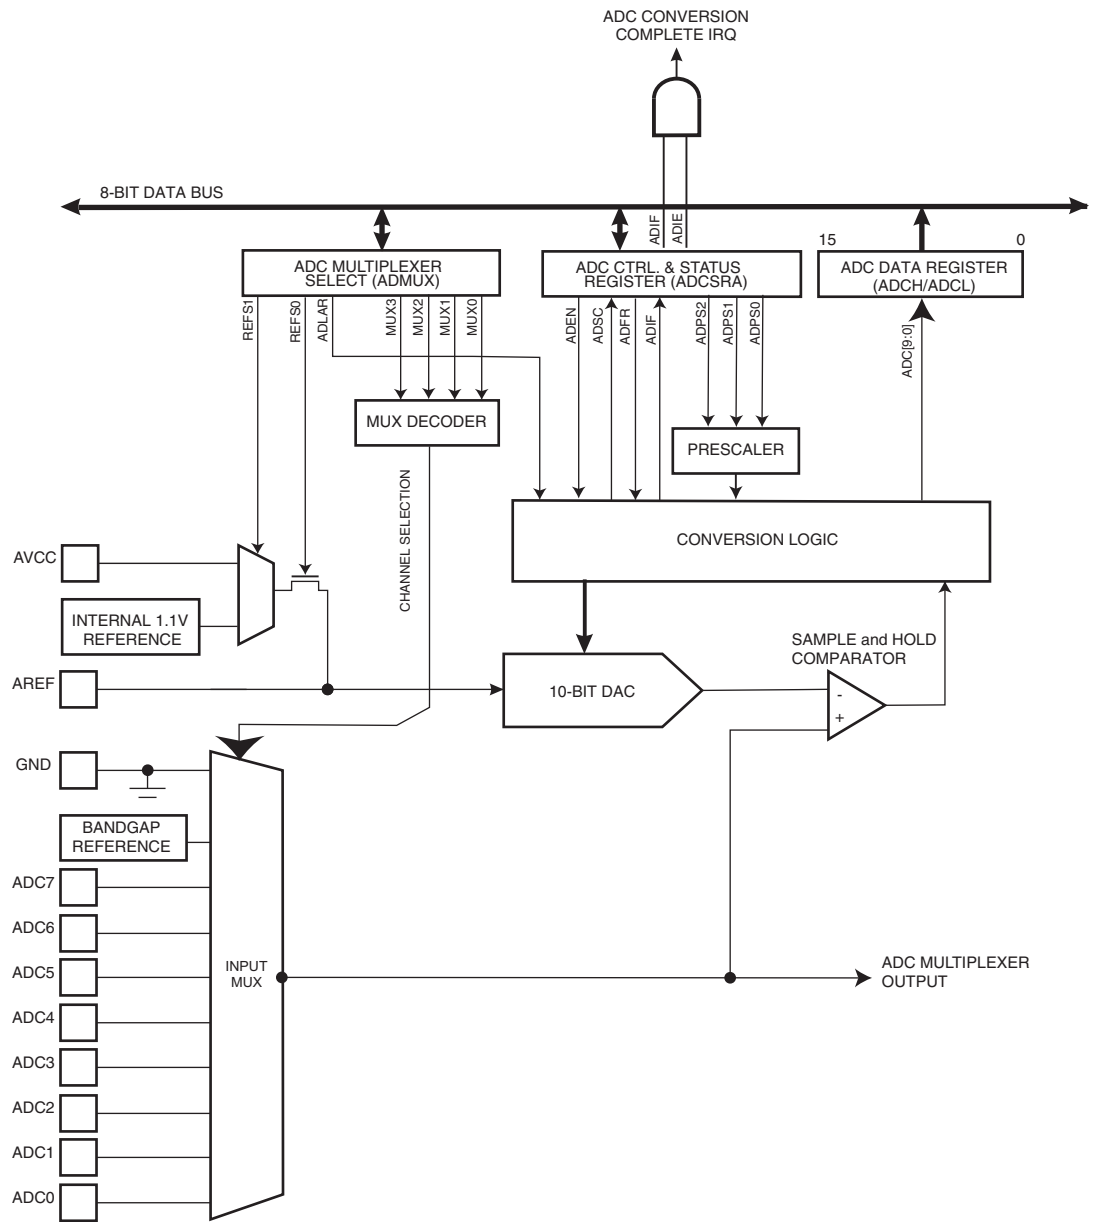 ADC CONVERSION
COMPLETE IRQ
8-BIT DATA BUS
ADIF
ADIE
15
0
ADC MULTIPLEXER
SELECT (ADMUX)
ADC CTRL. & STATUS
REGISTER (ADCSRA)
ADC DATA REGISTER
(ADCH/ADCL)
REFS1
REFS0
ADLAR
MUX3
MUX2
MUX1
MUX0
ADEN
ADSC
ADFR
ADIF
ADPS2
ADPS1
ADPS0
ADC[9:0]
MUX DECODER
PRESCALER
CHANNEL SELECTION
CONVERSION LOGIC
AVCC
INTERNAL 1.1V
REFERENCE
SAMPLE and HOLD
COMPARATOR
AREF
10-BIT DAC
-
+
GND
BANDGAP
REFERENCE
ADC7
ADC6
ADC5
INPUT
MUX
ADC MULTIPLEXER
OUTPUT
ADC4
ADC3
ADC2
ADC1
ADC0